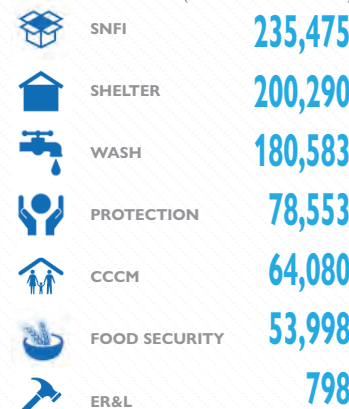 SNFI 235,475
SHELTER 200,290
WASH 180,583
PROTECTION 78,553
CCCM 64,080
FOOD SECURITY 53,998
ER&L 798